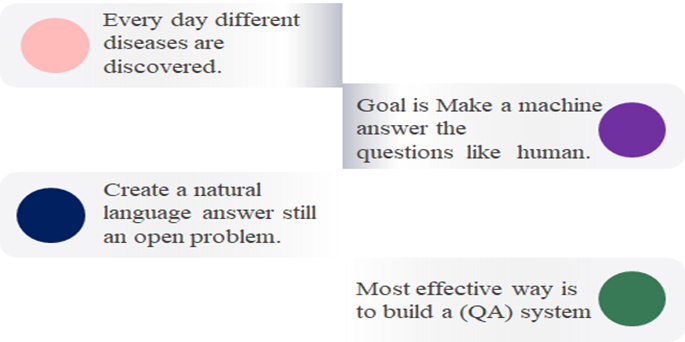 Every day different
diseases are
discovered.
Goal is Make a machine
answer the
questions like human.
Create a natural
language answer still
an open problem.
Most effective way is
to build a (QA) system